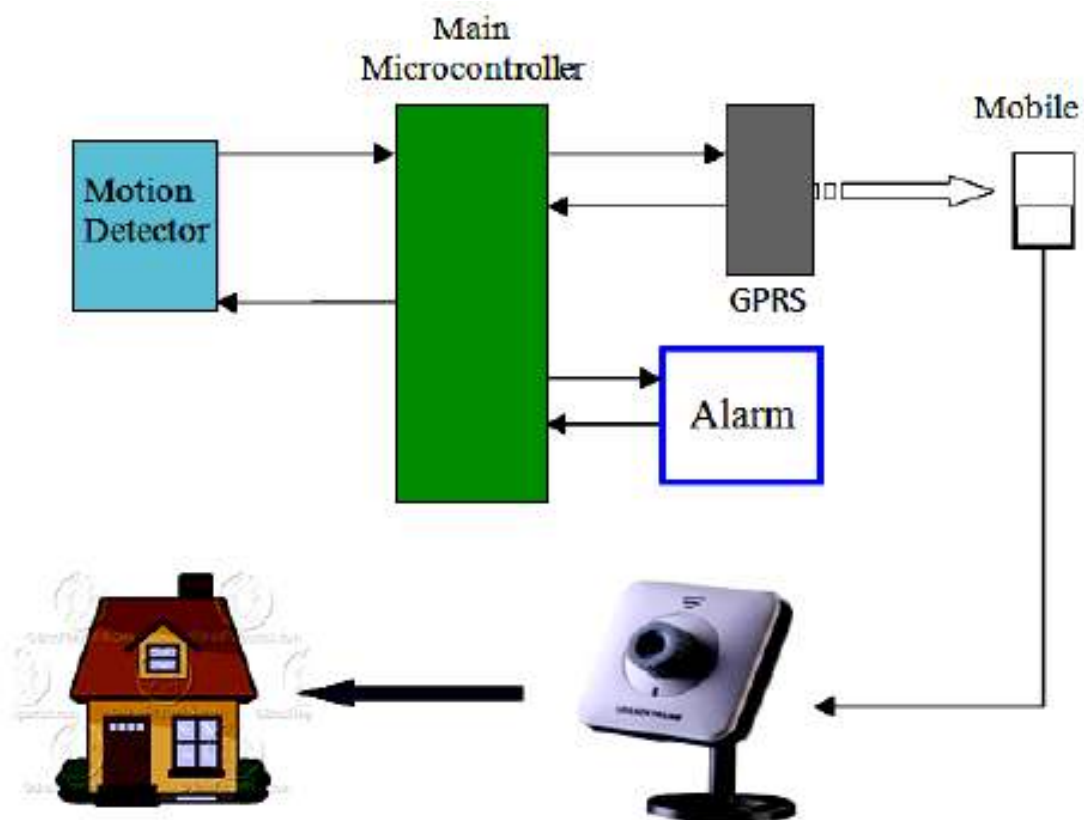 Main
Microcontroller
Mobile
Motion
Detector
GPRS
Alarm